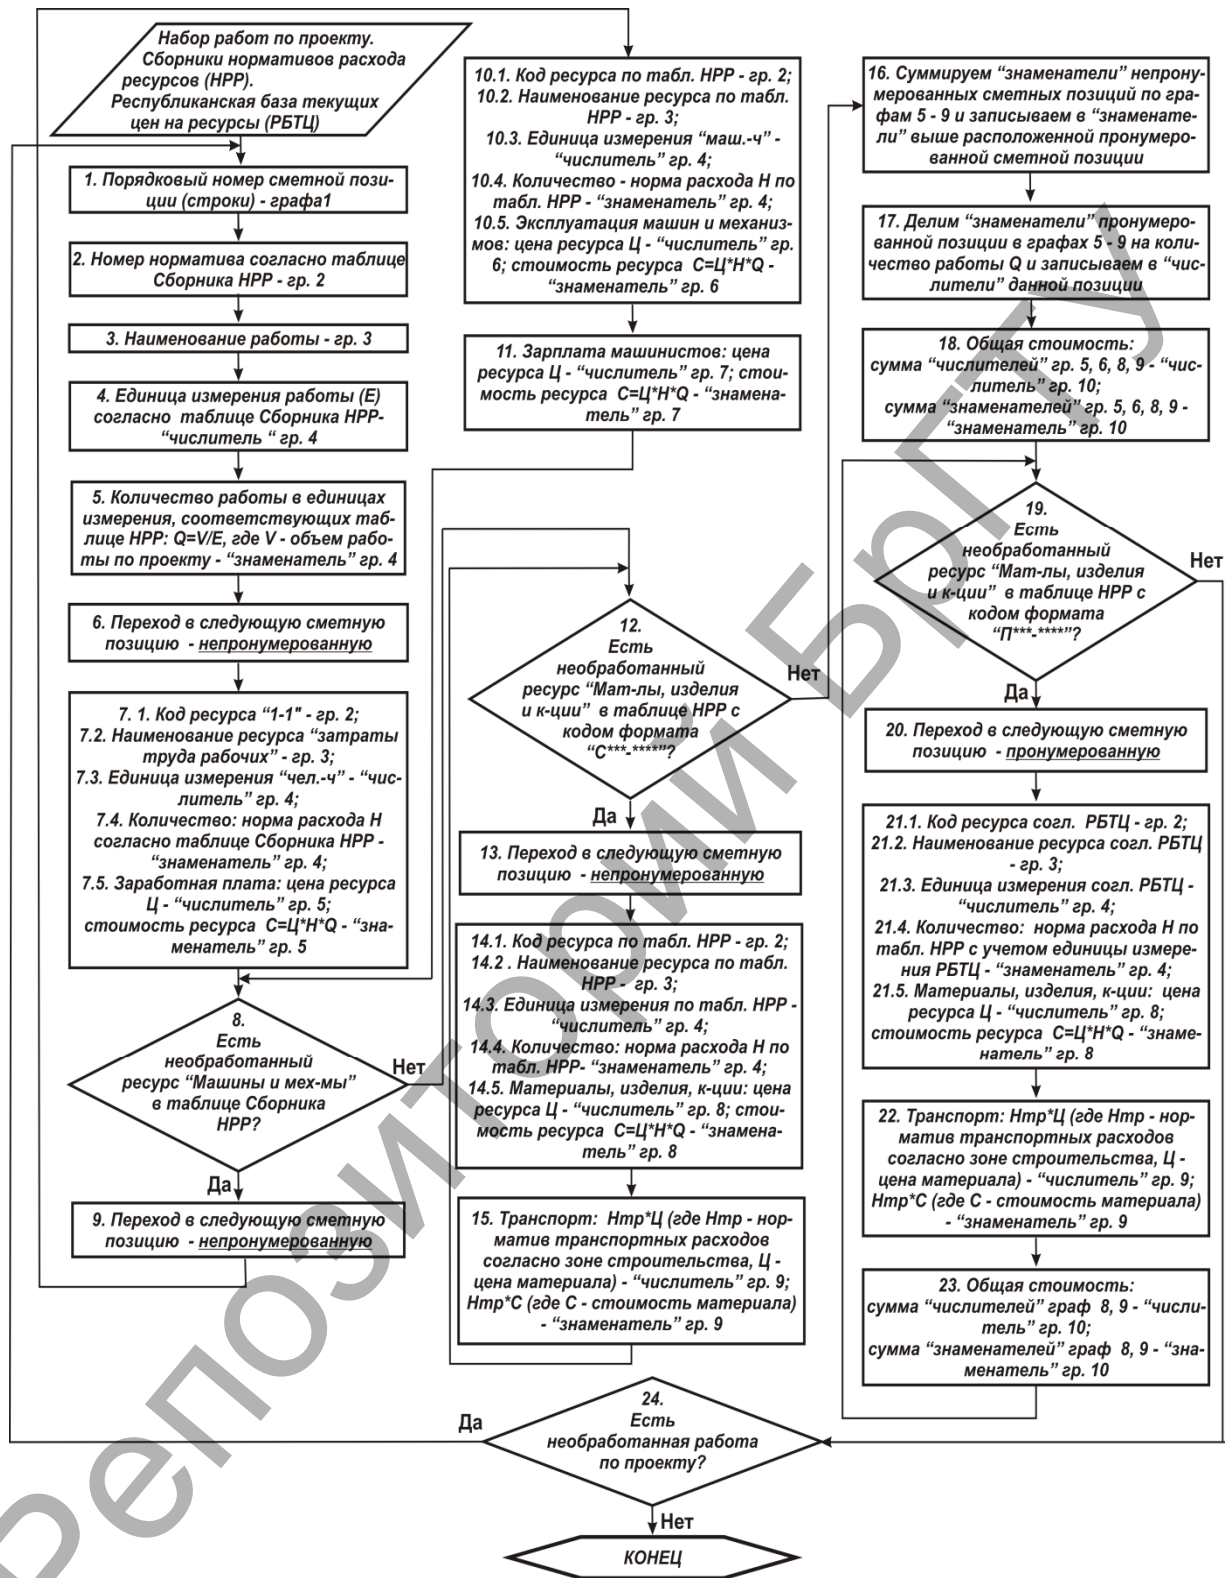 Набор работ по проекту.
Сборники нормативов расхода
ресурсов (НРР).
Республиканская база текущих
цен на ресурсы (РБТЦ)
1. Порядковый номер сметной пози-
ции (строки) - графа1
2. Номер норматива согласно таблице
Сборника НРР - гр. 2
3. Наименование работы - гр. 3
4. Единица измерения работы (Е)
согласно таблице Сборника НРР-
“числитель “ гр. 4
5. Количество работы в единицах
измерения, соответствующих таб-
лице НРР: Q=V/E, где V - объем рабо-
ты по проекту - “знаменатель” гр. 4
6. Переход в следующую сметную
позицию - непронумерованную
7. 1. Код ресурса “1-1" - гр. 2;
7.2. Наименование ресурса “затраты
труда рабочих” - гр. 3;
7.3. Единица измерения “чел.-ч” - “чис-
литель” гр. 4;
7.4. Количество: норма расхода Н
согласно таблице Сборника НРР -
“знаменатель” гр. 4;
7.5. Заработная плата: цена ресурса
Ц - “числитель” гр. 5;
стоимость ресурса С=Ц*Н*Q - “зна-
менатель” гр. 5
8.
Есть
необработанный
ресурс “Машины и мех-мы”
в таблице Сборника
НРР?
Нет
Да
9. Переход в следующую сметную
позицию - непронумерованную
10.1. Код ресурса по табл. НРР - гр. 2;
10.2. Наименование ресурса по табл.
НРР - гр. 3;
10.3. Единица измерения “маш.-ч” -
“числитель” гр. 4;
10.4. Количество - норма расхода Н по
табл. НРР - “знаменатель” гр. 4;
10.5. Эксплуатация машин и механиз-
мов: цена ресурса Ц - “числитель” гр.
6; стоимость ресурса С=Ц*Н*Q -
“знаменатель” гр. 6
11. Зарплата машинистов: цена
ресурса Ц - “числитель” гр. 7; стои-
мость ресурса С=Ц*Н*Q - “знамена-
тель” гр. 7
12.
Есть
необработанный
ресурс “Мат-лы, изделия
и к-ции” в таблице НРР с
кодом формата
“С***-****”?
Нет
Да
13. Переход в следующую сметную
позицию - непронумерованную
14.1. Код ресурса по табл. НРР - гр. 2;
14.2 . Наименование ресурса по табл.
НРР - гр. 3;
14.3. Единица измерения по табл. НРР -
“числитель” гр. 4;
14.4. Количество: норма расхода Н по
табл. НРР- “знаменатель” гр. 4;
14.5. Материалы, изделия, к-ции: цена
ресурса Ц - “числитель” гр. 8; стои-
мость ресурса С=Ц*Н*Q - “знамена-
тель” гр. 8
15. Транспорт: Нтр*Ц (где Нтр - нор-
матив транспортных расходов
согласно зоне строительства, Ц -
цена материала) - “числитель” гр. 9;
Нтр*С (где С - стоимость материала)
- “знаменатель” гр. 9
16. Суммируем “знаменатели” непрону-
мерованных сметных позиций по гра-
фам 5 - 9 и записываем в “знаменате-
ли” выше расположенной пронумеро-
ванной сметной позиции
17. Делим “знаменатели” пронумеро-
ванной позиции в графах 5 - 9 на коли-
чество работы Q и записываем в “чис-
лители” данной позиции
18. Общая стоимость:
сумма “числителей” гр. 5, 6, 8, 9 - “чис-
литель” гр. 10;
сумма “знаменателей” гр. 5, 6, 8, 9 -
“знаменатель” гр. 10
19.
Есть
необработанный
ресурс “Мат-лы, изделия
и к-ции” в таблице НРР с
кодом формата
“П***-****”?
Нет
Да
20. Переход в следующую сметную
позицию - пронумерованную
21.1. Код ресурса согл. РБТЦ - гр. 2;
21.2. Наименование ресурса согл. РБТЦ
- гр. 3;
21.3. Единица измерения согл. РБТЦ -
“числитель” гр. 4;
21.4. Количество: норма расхода Н по
табл. НРР с учетом единицы измере-
ния РБТЦ - “знаменатель” гр. 4;
21.5. Материалы, изделия, к-ции: цена
ресурса Ц - “числитель” гр. 8;
стоимость ресурса С=Ц*Н*Q - “знаме-
натель” гр. 8
22. Транспорт: Нтр*Ц (где Нтр - нор-
матив транспортных расходов
согласно зоне строительства, Ц -
цена материала) - “числитель” гр. 9;
Нтр*С (где С - стоимость материала)
- “знаменатель” гр. 9
23. Общая стоимость:
сумма “числителей” граф 8, 9 - “числи-
тель” гр. 10;
сумма “знаменателей” граф 8, 9 - “зна-
менатель” гр. 10
24.
Есть
необработанная работа
по проекту?
Да
Нет
КОНЕЦ
Репозиторий БрГТУ